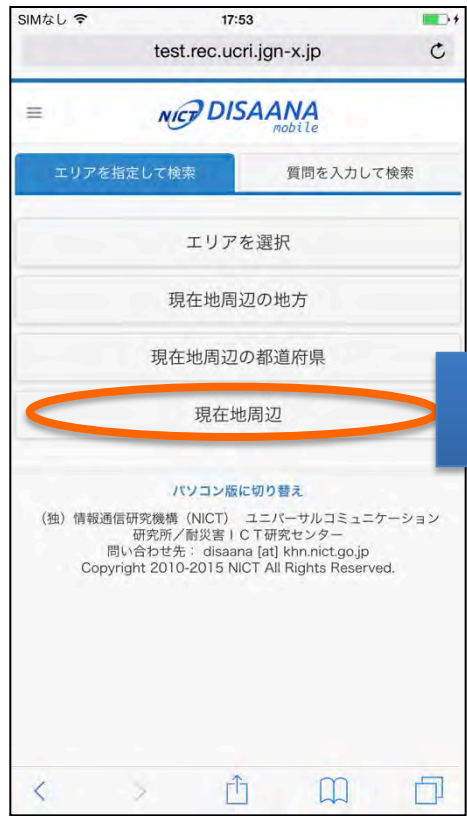 SIMなし 17:53
test.rec.ucri.jgn-x.jp
NICT DISAANA
mobile
エリアを指定して検索 質問を入力して検索
エリアを選択
現在地周辺の地方
現在地周辺の都道府県
現在地周辺
パソコン版に切り替え
(独)情報通信研究機構(NICT) ユニバーサルコミュニケーション
研究所/耐災害ICT研究センター
問い合わせ先: disaana [at] khn.nict.go.jp
Copyright 2010-2015 NICT All Rights Reserved.